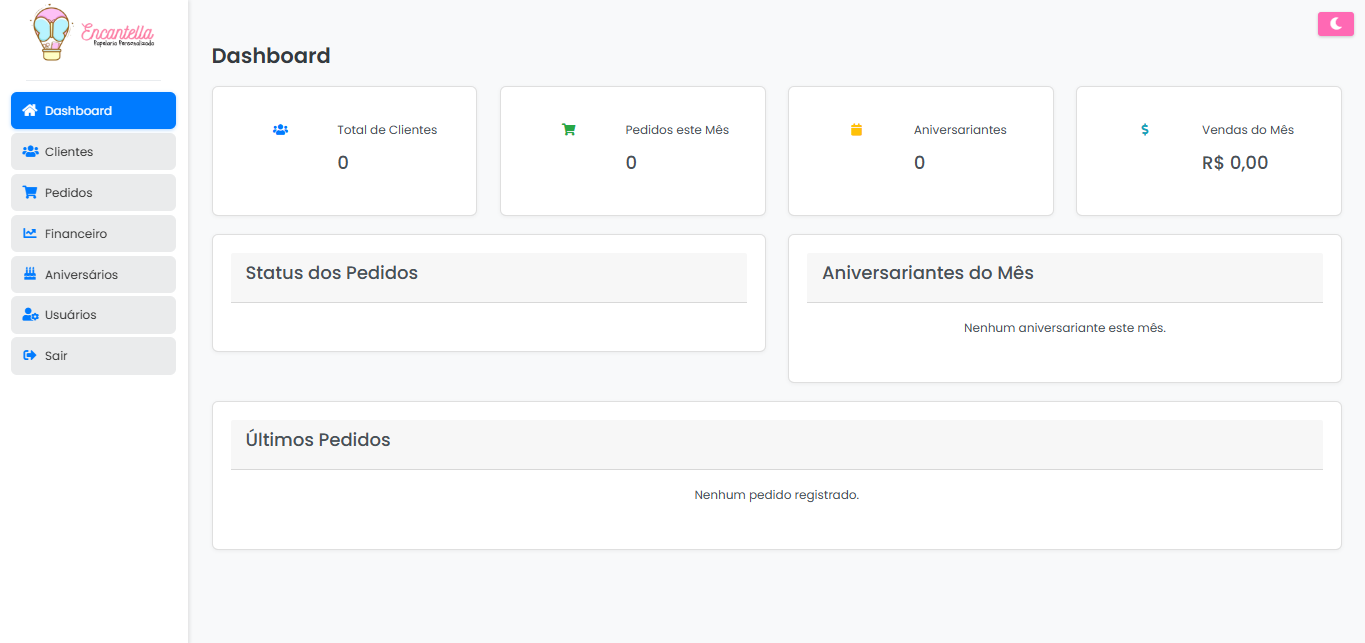 Encantella
Papelaria Personalizada
Dashboard
Clientes
Pedidos
Financeiro
Aniversários
Usuários
Sair
Dashboard
Total de Clientes
0
Pedidos este Mês
0
Aniversariantes
0
Vendas do Mês
R$ 0,00
Status dos Pedidos
Aniversariantes do Mês
Nenhum aniversariante este mês.
Últimos Pedidos
Nenhum pedido registrado.